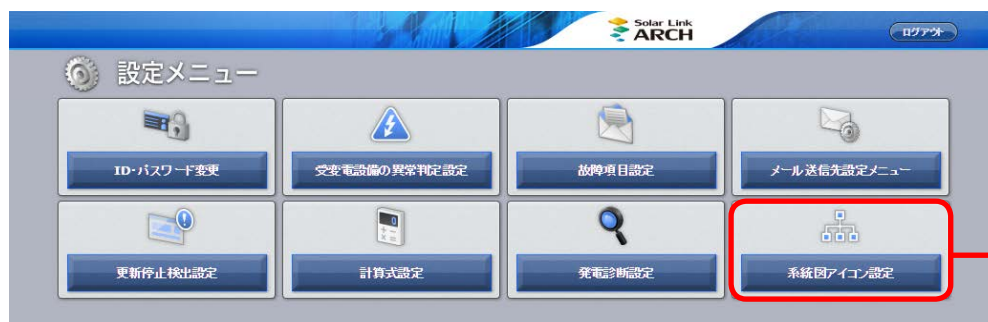 Solar Link
ARCH
ログアウト
設定メニュー
ID・パスワード変更
受変電設備の異常判定設定
故障項目設定
メール送信先設定メニュー
更新停止検出設定
計算式設定
発電診断設定
系統図アイコン設定